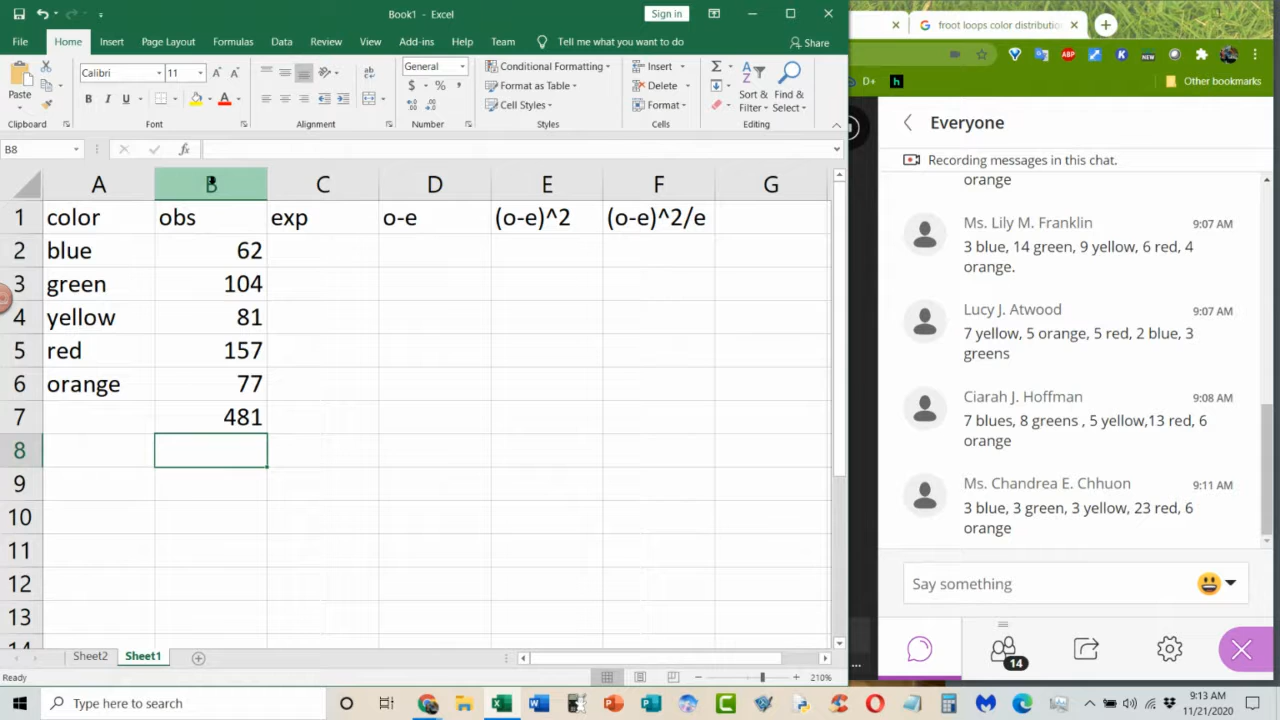 Book1 - Excel
Sign in
File Home Insert Page Layout Formulas Data Review View Add-ins Help Team Tell me what you want to do Share
Paste
Clipboard
Calibri 11
B I U
Font
Alignment
General
$ % ,
Number
Conditional Formatting
Format as Table
Cell Styles
Styles
Insert
Delete
Format
Cells
Sort & Filter
Find & Select
Editing
B8
fx
A B C D E F G
1 color obs exp o-e (o-e)^2 (o-e)^2/e
2 blue 62
3 green 104
4 yellow 81
5 red 157
6 orange 77
7 481
8
9
10
11
12
13
14
Sheet2 Sheet1
Ready
210%
froot loops color distributio
ABP
K
NEW
D+ h
Other bookmarks
Everyone
Recording messages in this chat.
orange
Ms. Lily M. Franklin 9:07 AM
3 blue, 14 green, 9 yellow, 6 red, 4
orange.
Lucy J. Atwood 9:07 AM
7 yellow, 5 orange, 5 red, 2 blue, 3
greens
Ciarah J. Hoffman 9:08 AM
7 blues, 8 greens , 5 yellow,13 red, 6
orange
Ms. Chandrea E. Chhuon 9:11 AM
3 blue, 3 green, 3 yellow, 23 red, 6
orange
Say something
14
Type here to search
9:13 AM
11/21/2020